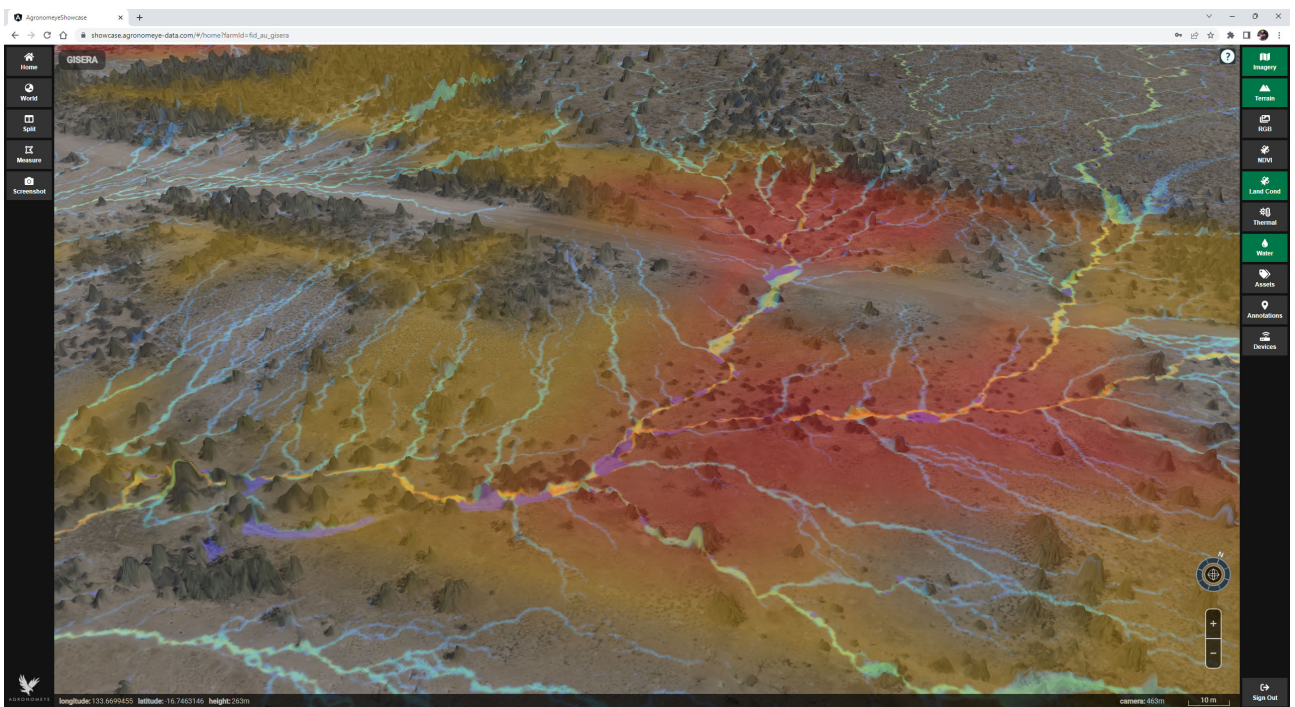 AgronomeyeShowcase
showcase.agronomeye-data.com/#/home?farmId=fid_au_gisera
Home
World
Split
Measure
Screenshot
GISERA
?
Imagery
Terrain
RGB
NDVI
Land Cond
Thermal
Water
Assets
Annotations
Devices
N
+
−
AGRONOMEYE
longitude: 133.6699455 latitude: -16.7463146 height: 263m
camera: 463m
10 m
Sign Out